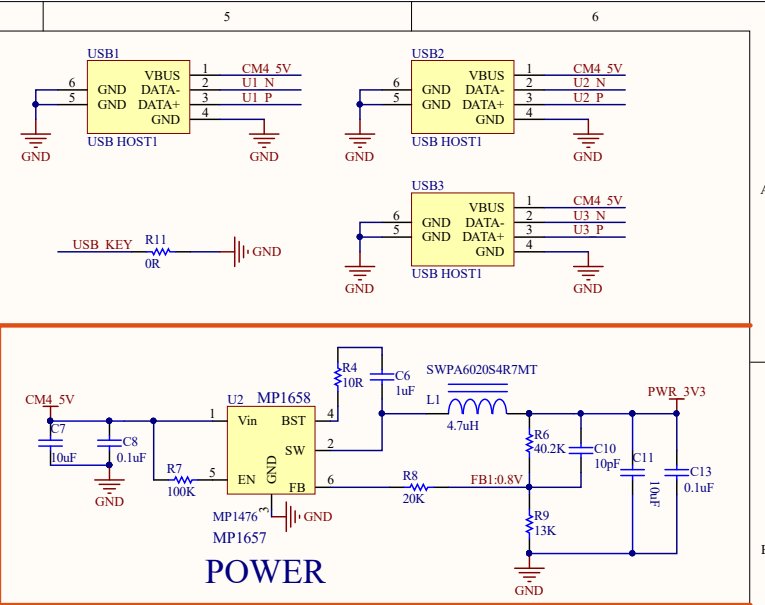 5 6
USB1
6 GND VBUS 1 CM4_5V
5 GND DATA- 2 U1_N
DATA+ 3 U1_P
GND 4
GND
USB HOST1
GND
USB2
6 GND VBUS 1 CM4_5V
5 GND DATA- 2 U2_N
DATA+ 3 U2_P
GND 4
GND
USB HOST1
GND
USB3
6 GND VBUS 1 CM4_5V
5 GND DATA- 2 U3_N
DATA+ 3 U3_P
GND 4
GND
USB HOST1
GND
USB_KEY R11 GND
0R
CM4_5V
C7
10uF
C8
0.1uF
GND
R7
100K
U2 MP1658
1 Vin BST 4
SW 2
5 EN GND FB 6
3
GND
MP1476
MP1657
R4
10R
C6
1uF
SWPA6020S4R7MT
L1
4.7uH
R8
20K
FB1:0.8V
R6
40.2K
C10
10pF
R9
13K
GND
C11
10uF
PWR_3V3
C13
0.1uF
POWER